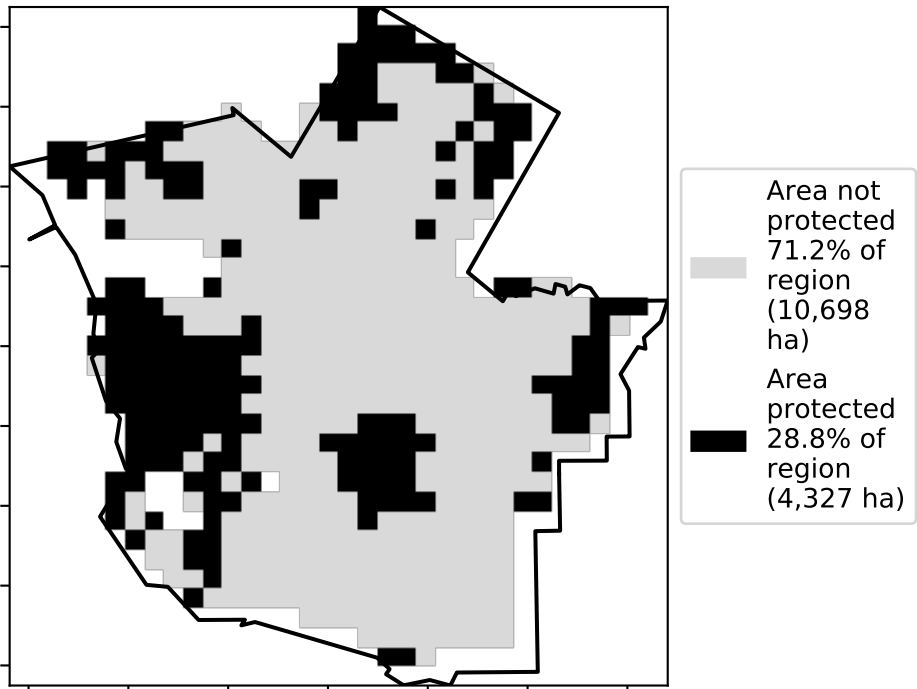 Area not
protected
71.2% of
region
(10,698
ha)
Area
protected
28.8% of
region
(4,327 ha)